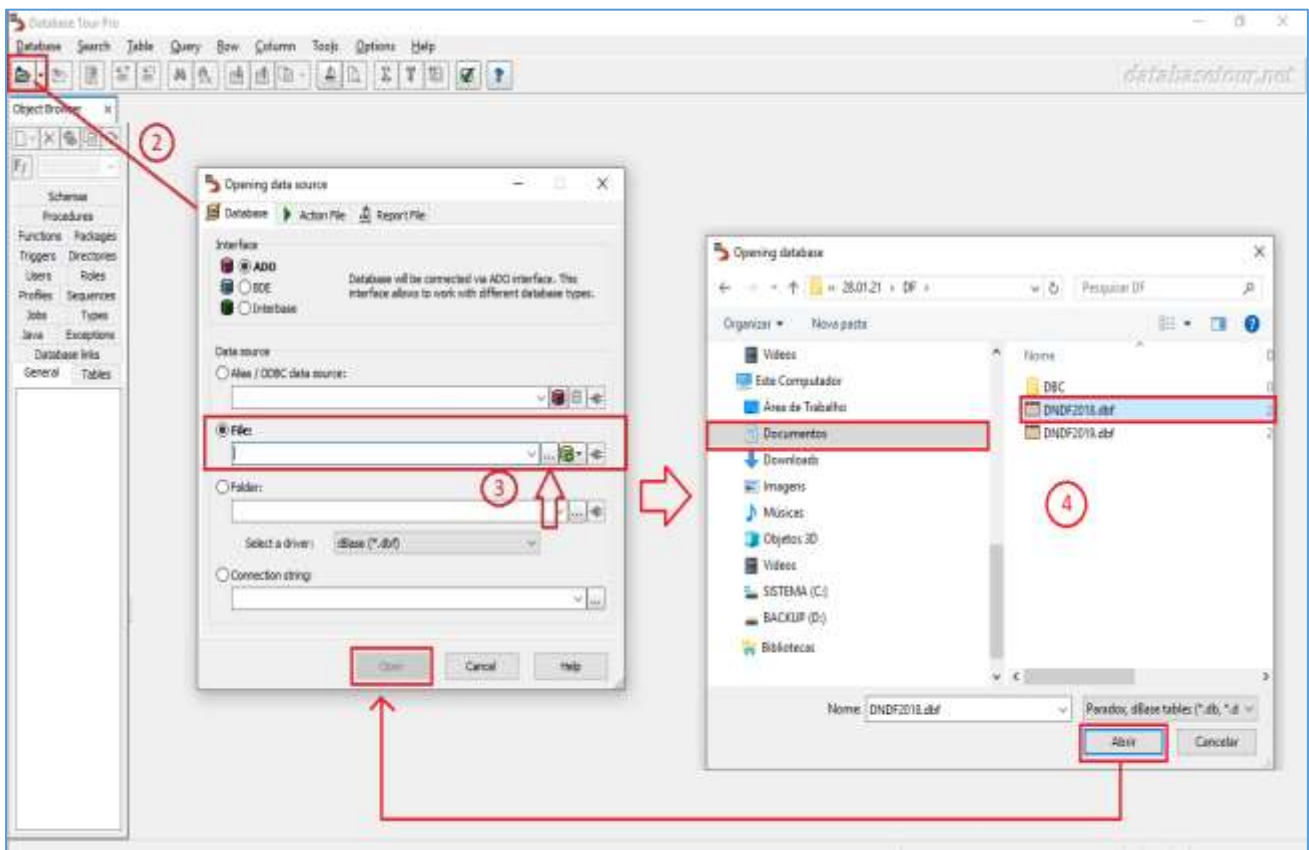 Database Tour Pro
Database Search Table Query Row Column Tools Options Help
databasetour.net
Object Browser
2
Schemas
Procedures
Functions Packages
Triggers Directories
Users Roles
Profiles Sequences
Jobs Types
Java Exceptions
Database links
General Tables
Opening data source
Database Action File Report File
Interface
ADO
BDE
Interbase
Database will be connected via ADO interface. This
interface allows to work with different database types.
Data source
Alias / ODBC data source:
File:
...
3
Folder:
...
Select a driver: dBase (*.dbf)
Connection string:
...
Open Cancel Help
Opening database
« 28.01.21 › DF ›
Pesquisar DF
Organizar Nova pasta
Vídeos
Este Computador
Área de Trabalho
Documentos
Downloads
Imagens
Músicas
Objetos 3D
Vídeos
SISTEMA (C:)
BACKUP (D:)
Bibliotecas
Nome
DBC
DNDF2018.dbf
DNDF2019.dbf
4
Nome: DNDF2018.dbf
Paradox, dBase tables (*.db, *.d
Abrir Cancelar